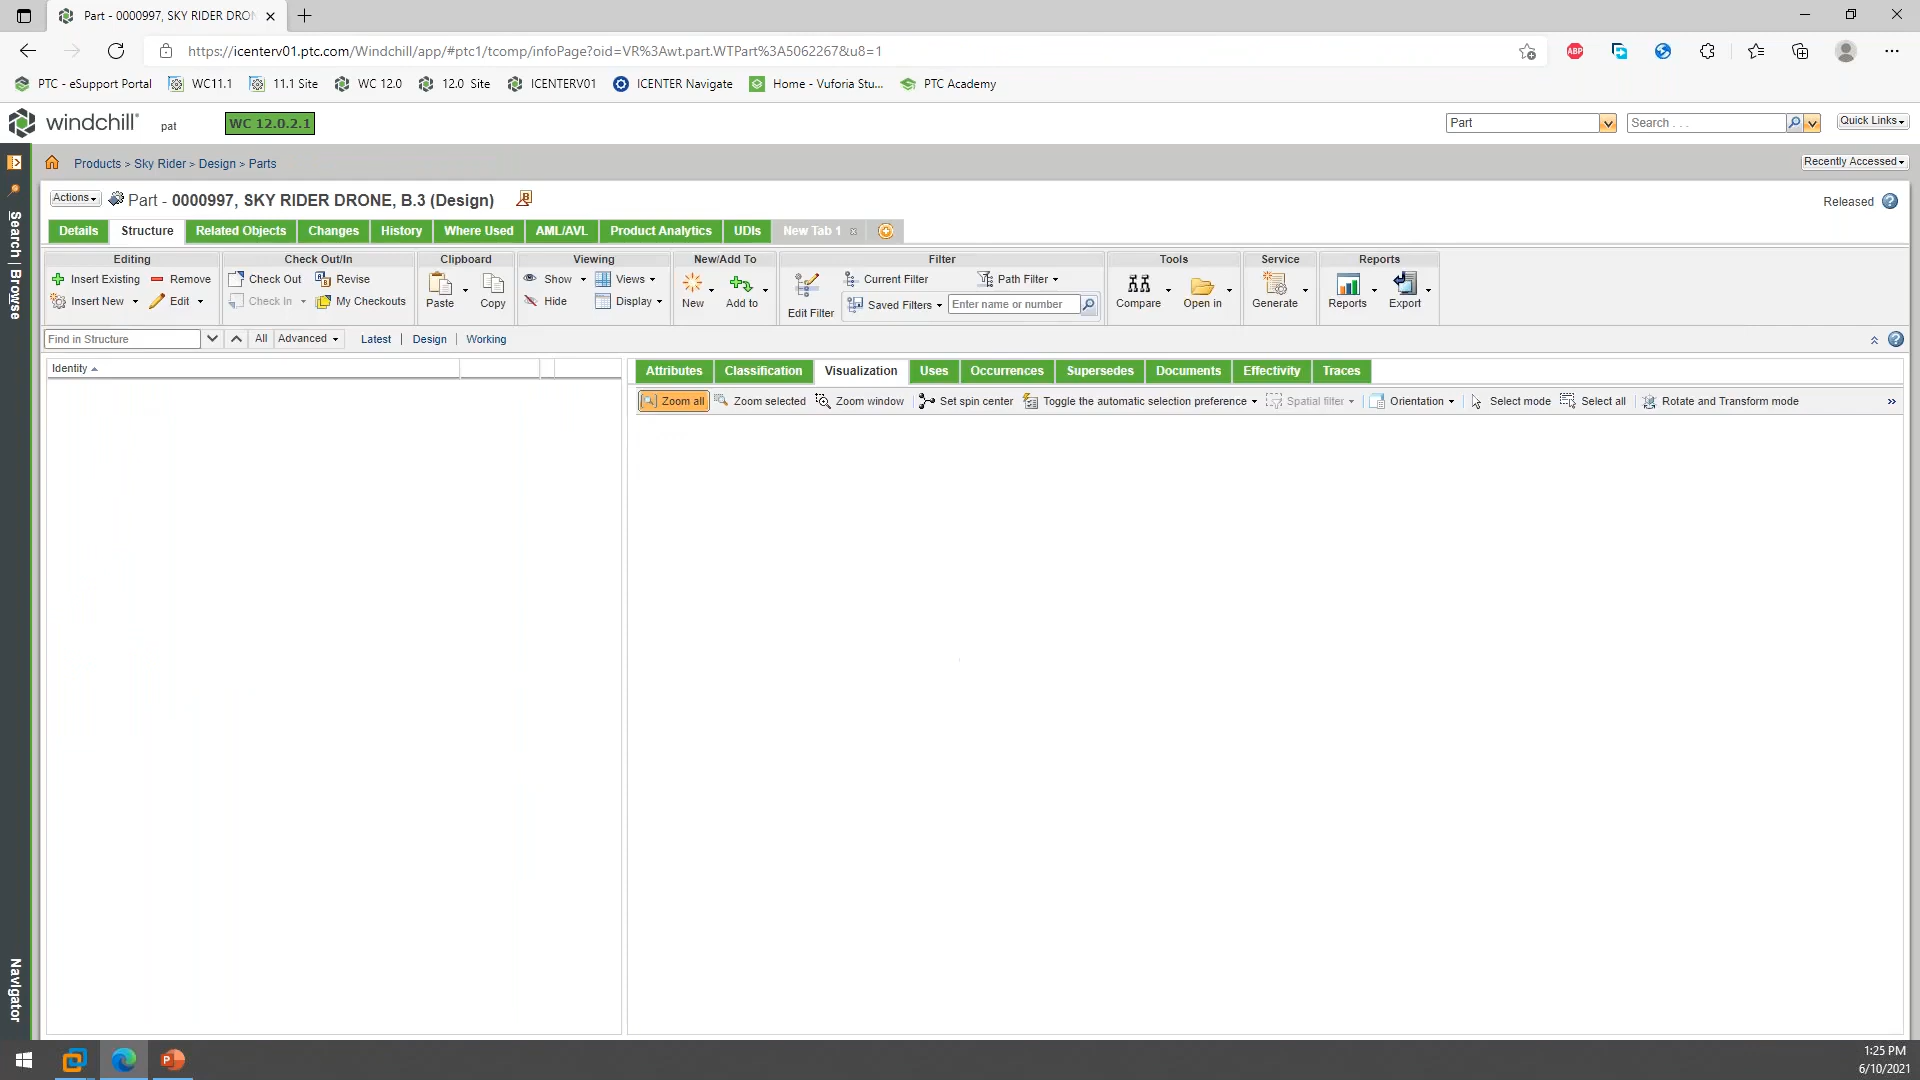 Part - 0000997, SKY RIDER DRON
https://icenterv01.ptc.com/Windchill/app/#ptc1/tcomp/infoPage?oid=VR%3Awt.part.WTPart%3A5062267&u8=1
ABP
PTC - eSupport Portal WC11.1 11.1 Site WC 12.0 12.0 Site ICENTERV01 ICENTER Navigate Home - Vuforia Stu... PTC Academy
windchill® pat WC 12.0.2.1 Part Search . . . Quick Links
Products > Sky Rider > Design > Parts Recently Accessed
Actions Part - 0000997, SKY RIDER DRONE, B.3 (Design) Released
Details Structure Related Objects Changes History Where Used AML/AVL Product Analytics UDIs New Tab 1
Editing Check Out/In Clipboard Viewing New/Add To Filter Tools Service Reports
Insert Existing Remove Check Out Revise Show Views Current Filter Path Filter
Insert New Edit Check In My Checkouts Paste Copy Hide Display New Add to Edit Filter Saved Filters Enter name or number Compare Open in Generate Reports Export
Find in Structure All Advanced Latest | Design | Working
Identity
Attributes Classification Visualization Uses Occurrences Supersedes Documents Effectivity Traces
Zoom all Zoom selected Zoom window Set spin center Toggle the automatic selection preference Spatial filter Orientation Select mode Select all Rotate and Transform mode »
Search | Browse
Navigator
1:25 PM
6/10/2021